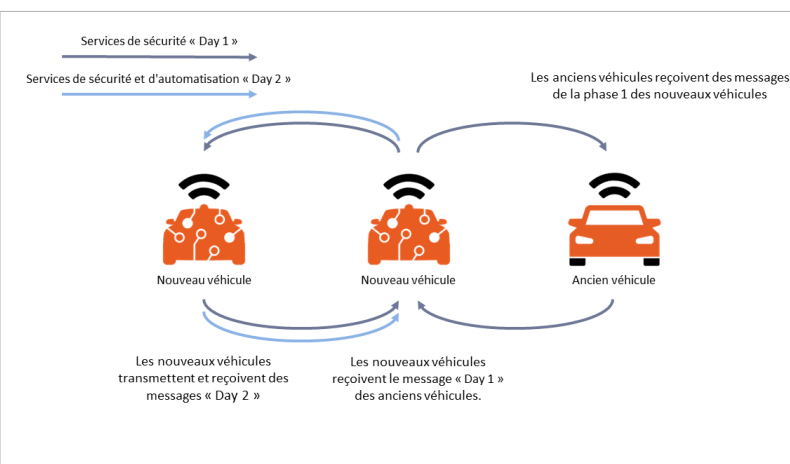 Services de sécurité « Day 1 »
Services de sécurité et d'automatisation « Day 2 »
Les anciens véhicules reçoivent des messages
de la phase 1 des nouveaux véhicules
Nouveau véhicule
Nouveau véhicule
Ancien véhicule
Les nouveaux véhicules
transmettent et reçoivent des
messages « Day 2 »
Les nouveaux véhicules
reçoivent le message « Day 1 »
des anciens véhicules.